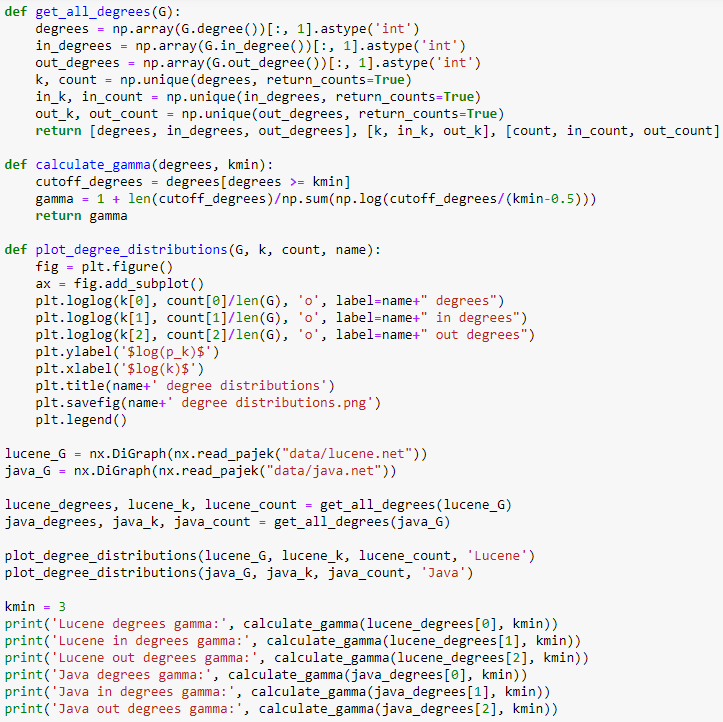 def get_all_degrees(G):
    degrees = np.array(G.degree())[:, 1].astype('int')
    in_degrees = np.array(G.in_degree())[:, 1].astype('int')
    out_degrees = np.array(G.out_degree())[:, 1].astype('int')
    k, count = np.unique(degrees, return_counts=True)
    in_k, in_count = np.unique(in_degrees, return_counts=True)
    out_k, out_count = np.unique(out_degrees, return_counts=True)
    return [degrees, in_degrees, out_degrees], [k, in_k, out_k], [count, in_count, out_count]

def calculate_gamma(degrees, kmin):
    cutoff_degrees = degrees[degrees >= kmin]
    gamma = 1 + len(cutoff_degrees)/np.sum(np.log(cutoff_degrees/(kmin-0.5)))
    return gamma

def plot_degree_distributions(G, k, count, name):
    fig = plt.figure()
    ax = fig.add_subplot()
    plt.loglog(k[0], count[0]/len(G), 'o', label=name+" degrees")
    plt.loglog(k[1], count[1]/len(G), 'o', label=name+" in degrees")
    plt.loglog(k[2], count[2]/len(G), 'o', label=name+" out degrees")
    plt.ylabel('$log(p_k)$')
    plt.xlabel('$log(k)$')
    plt.title(name+' degree distributions')
    plt.savefig(name+' degree distributions.png')
    plt.legend()

lucene_G = nx.DiGraph(nx.read_pajek("data/lucene.net"))
java_G = nx.DiGraph(nx.read_pajek("data/java.net"))

lucene_degrees, lucene_k, lucene_count = get_all_degrees(lucene_G)
java_degrees, java_k, java_count = get_all_degrees(java_G)

plot_degree_distributions(lucene_G, lucene_k, lucene_count, 'Lucene')
plot_degree_distributions(java_G, java_k, java_count, 'Java')

kmin = 3
print('Lucene degrees gamma:', calculate_gamma(lucene_degrees[0], kmin))
print('Lucene in degrees gamma:', calculate_gamma(lucene_degrees[1], kmin))
print('Lucene out degrees gamma:', calculate_gamma(lucene_degrees[2], kmin))
print('Java degrees gamma:', calculate_gamma(java_degrees[0], kmin))
print('Java in degrees gamma:', calculate_gamma(java_degrees[1], kmin))
print('Java out degrees gamma:', calculate_gamma(java_degrees[2], kmin))